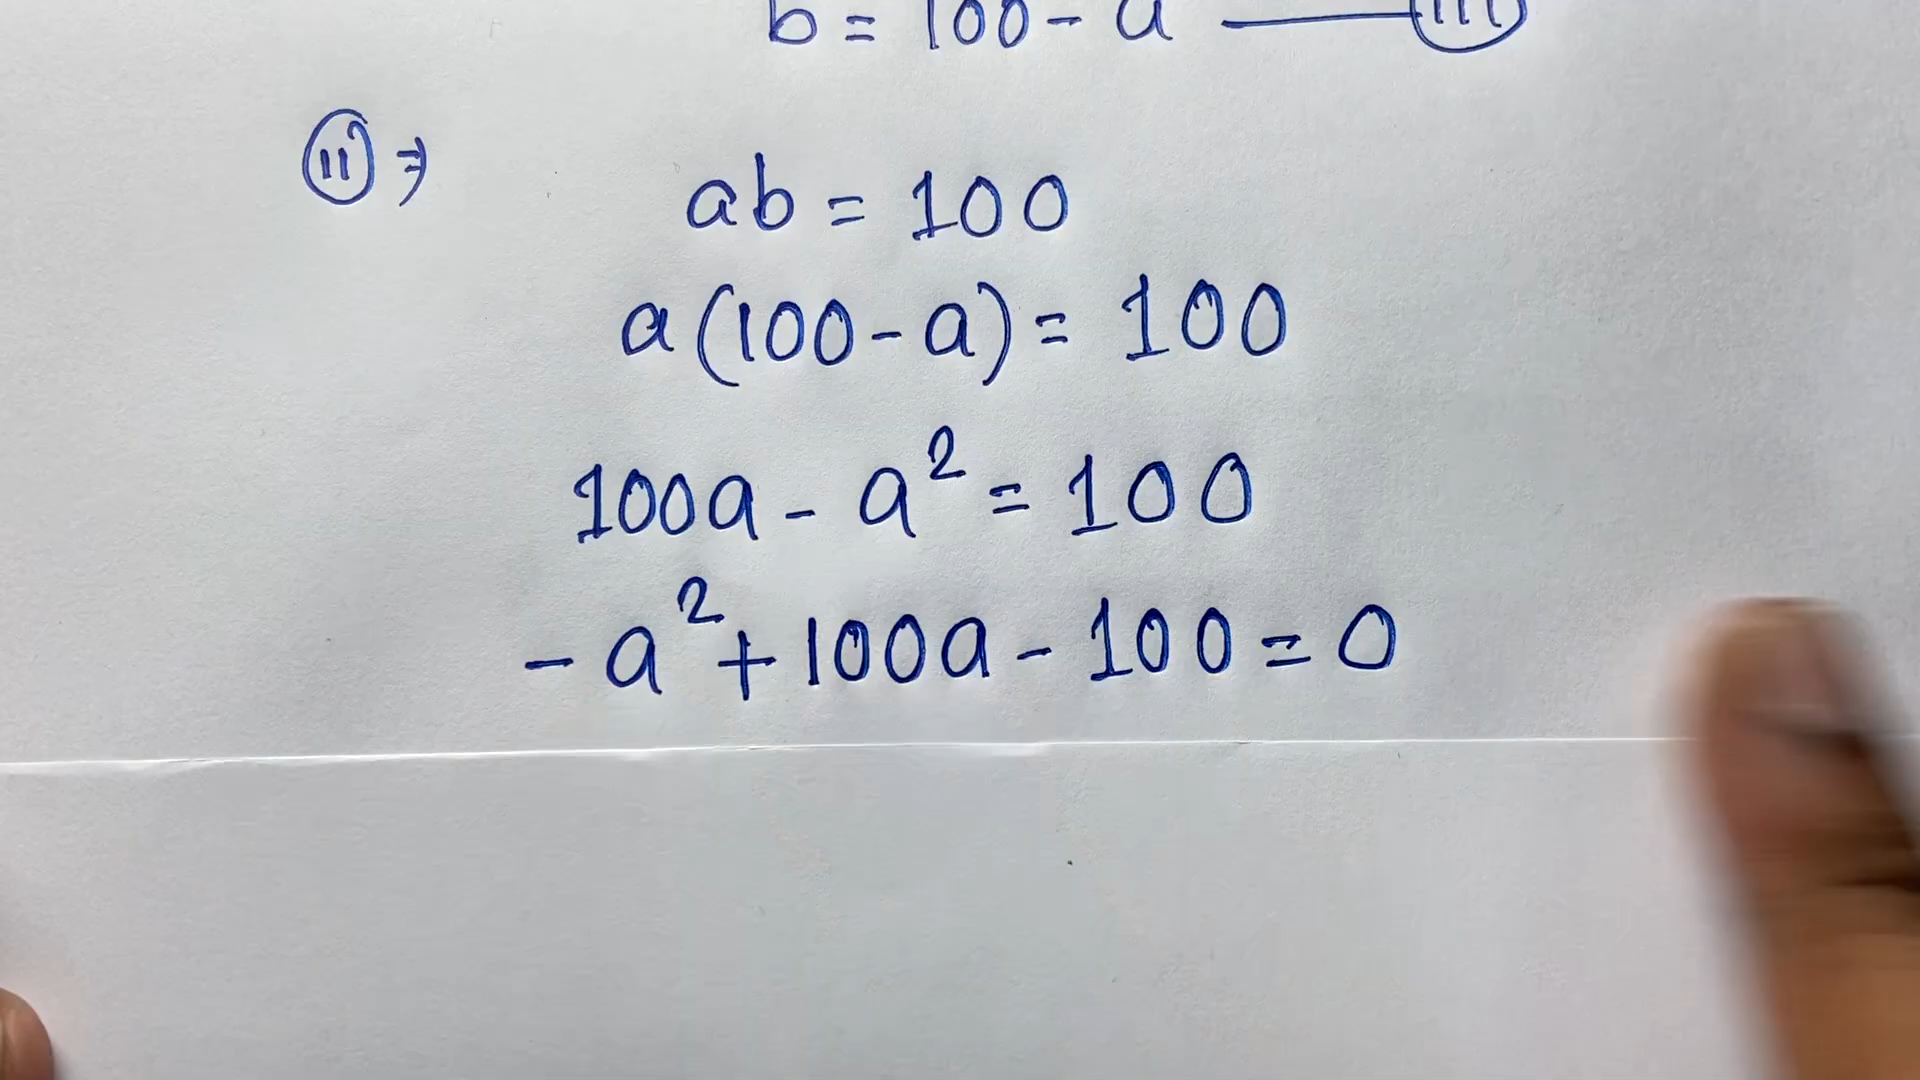 b = 100 - a —— (iii)
(ii) ⇒
ab = 100
a(100 - a) = 100
100a - a² = 100
- a² + 100a - 100 = 0